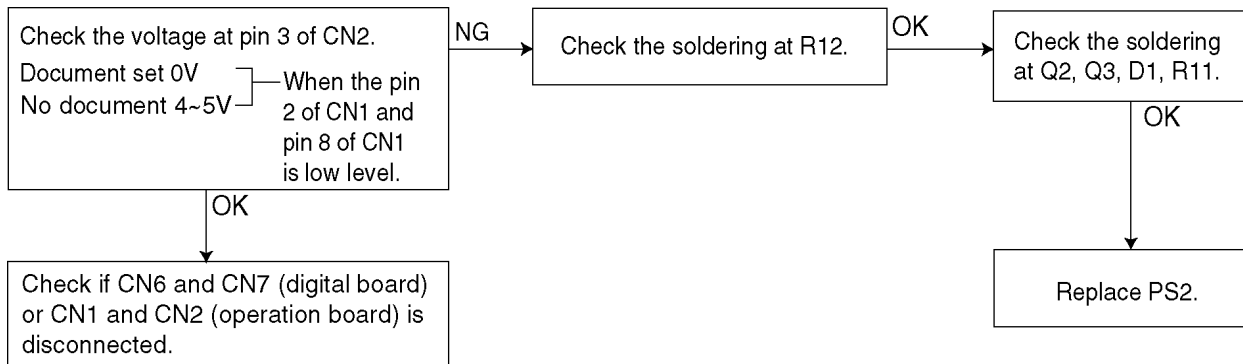 Check the voltage at pin 3 of CN2.
Document set 0V
No document 4~5V
When the pin
2 of CN1 and
pin 8 of CN1
is low level.
NG
Check the soldering at R12.
OK
Check the soldering
at Q2, Q3, D1, R11.
OK
OK
Check if CN6 and CN7 (digital board)
or CN1 and CN2 (operation board) is
disconnected.
Replace PS2.